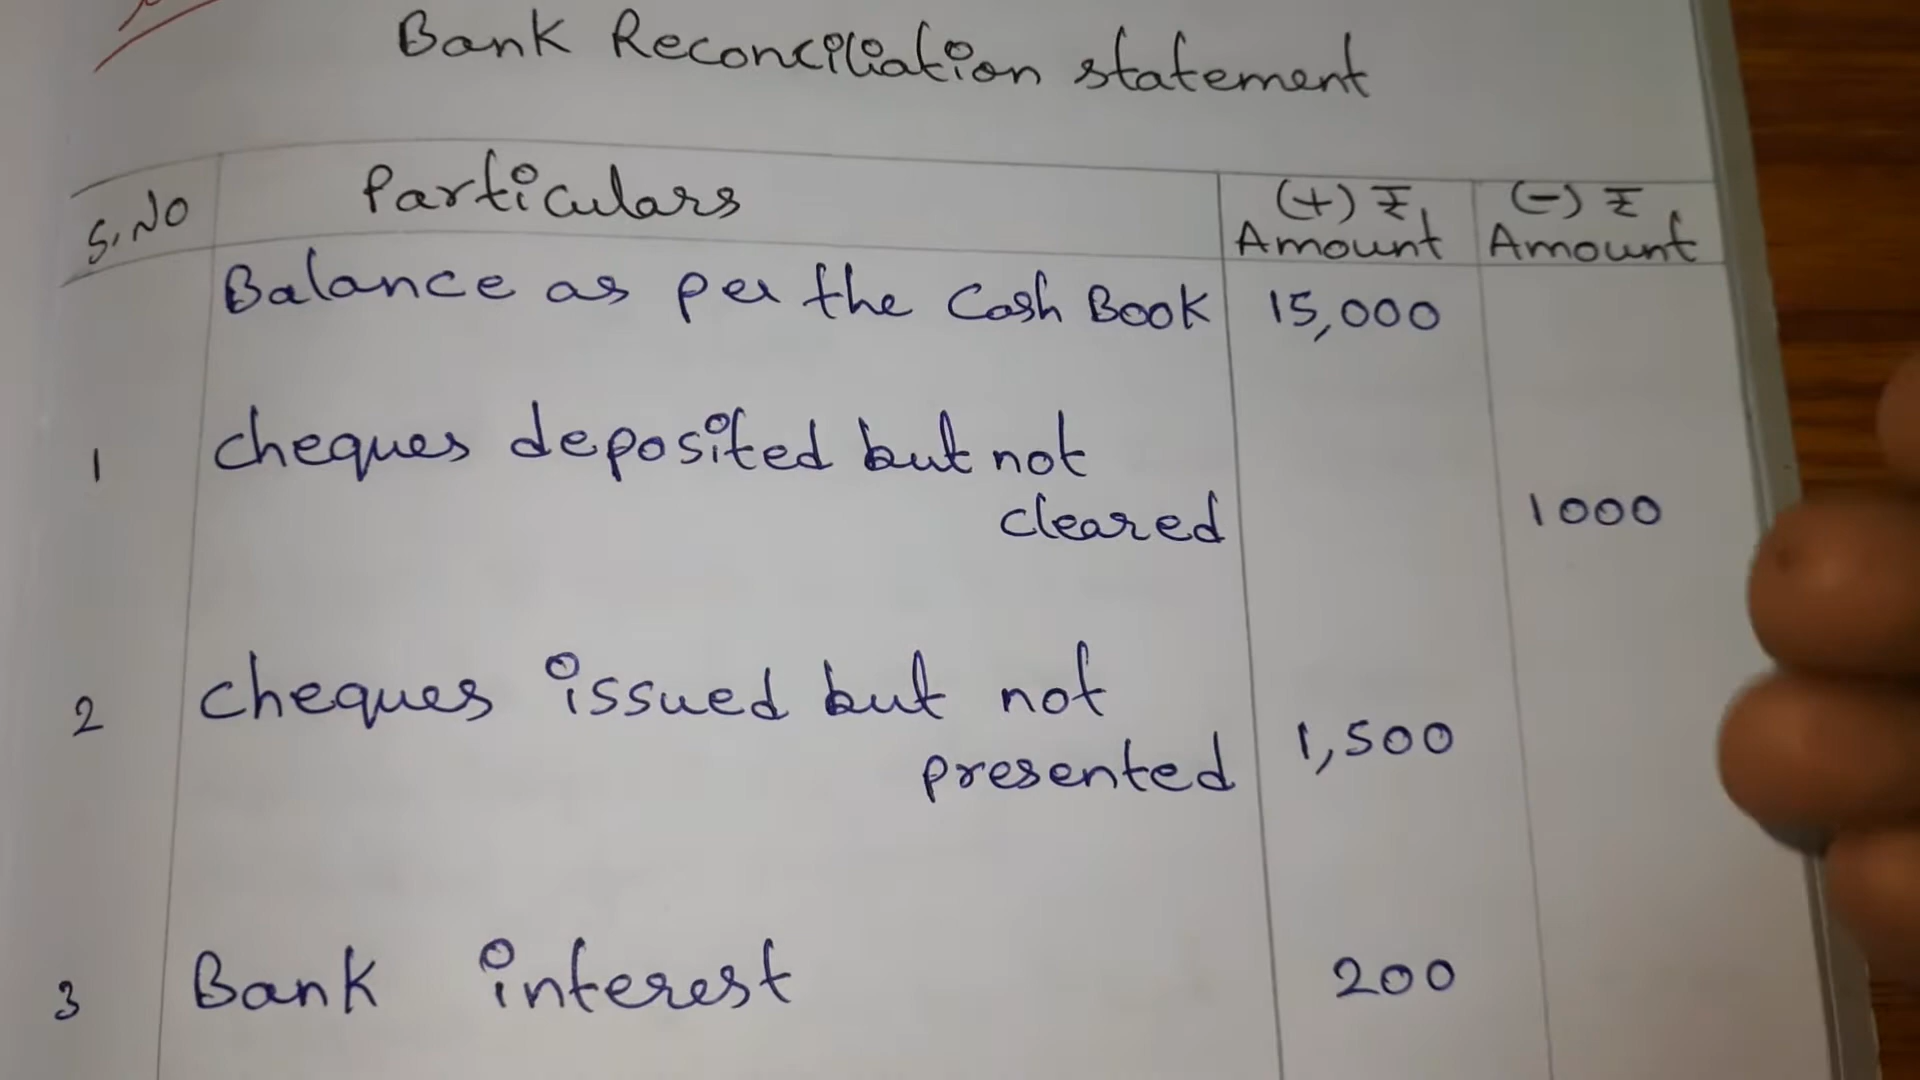 Bank Reconciliation statement
S.No Particulars (+) ₹ Amount (-) ₹ Amount
Balance as per the Cash Book 15,000
1 cheques deposited but not
cleared 1000
2 cheques issued but not
presented 1,500
3 Bank interest 200